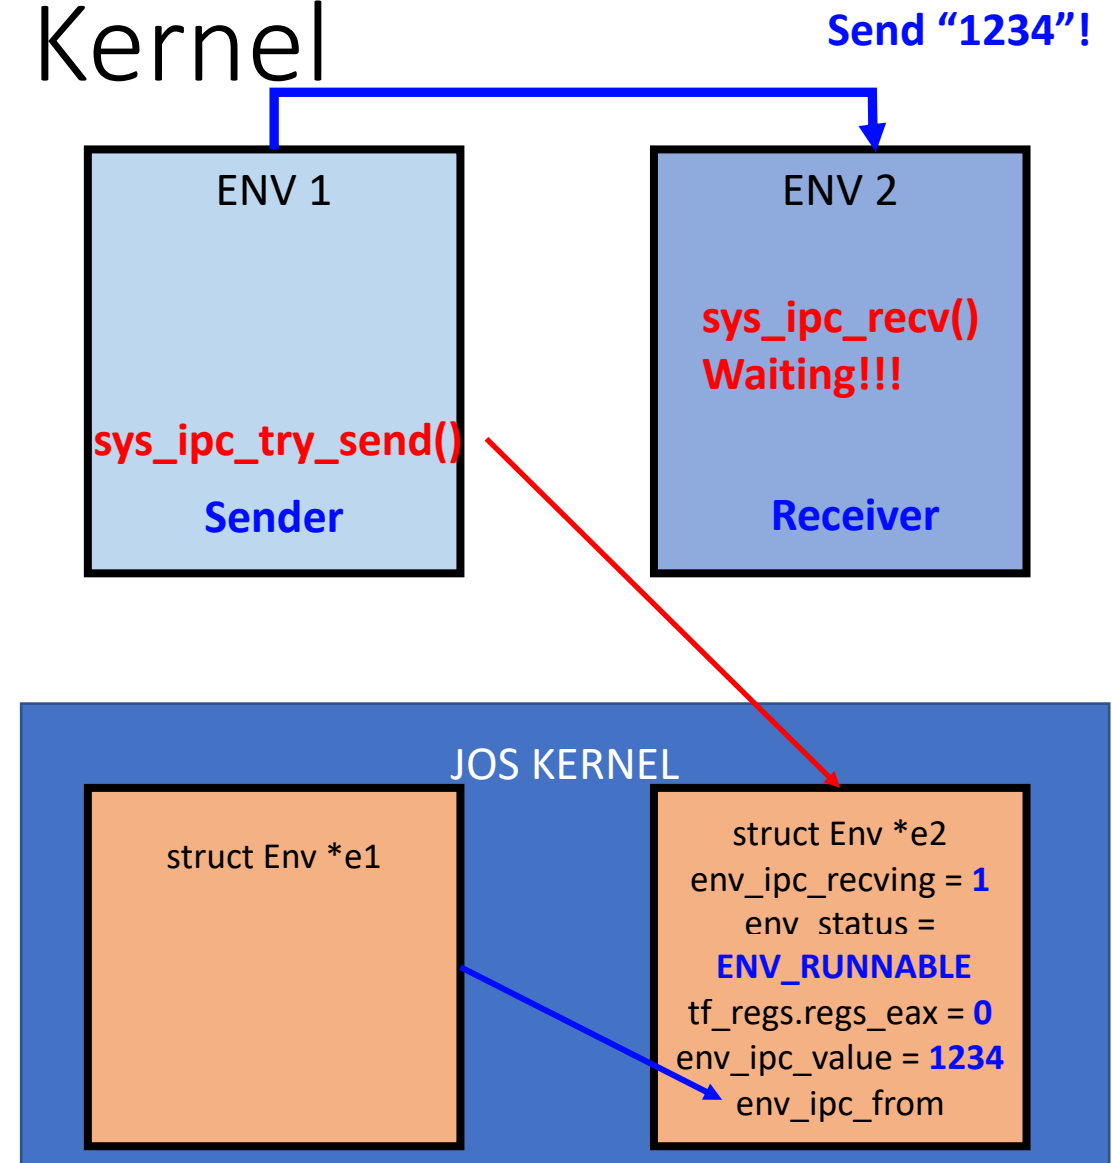 Kernel
Send “1234”!
ENV 1
sys_ipc_try_send()
Sender
ENV 2
sys_ipc_recv()
Waiting!!!
Receiver
JOS KERNEL
struct Env *e1
struct Env *e2
env_ipc_recving = 1
env_status =
ENV_RUNNABLE
tf_regs.regs_eax = 0
env_ipc_value = 1234
env_ipc_from